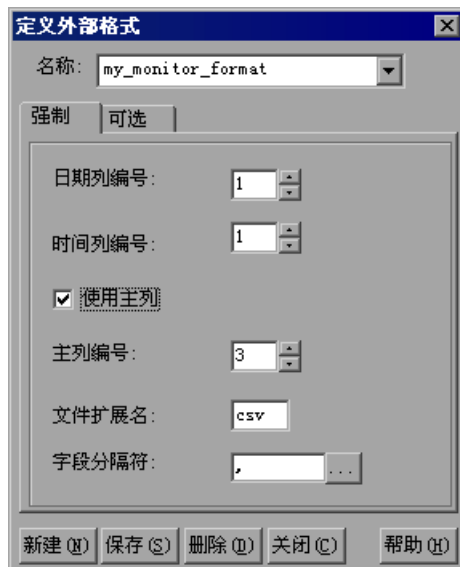 定义外部格式
名称: my_monitor_format
强制 可选
日期列编号: 1
时间列编号: 1
使用主列
主列编号: 3
文件扩展名: csv
字段分隔符: , ...
新建(N) 保存(S) 删除(D) 关闭(C) 帮助(H)